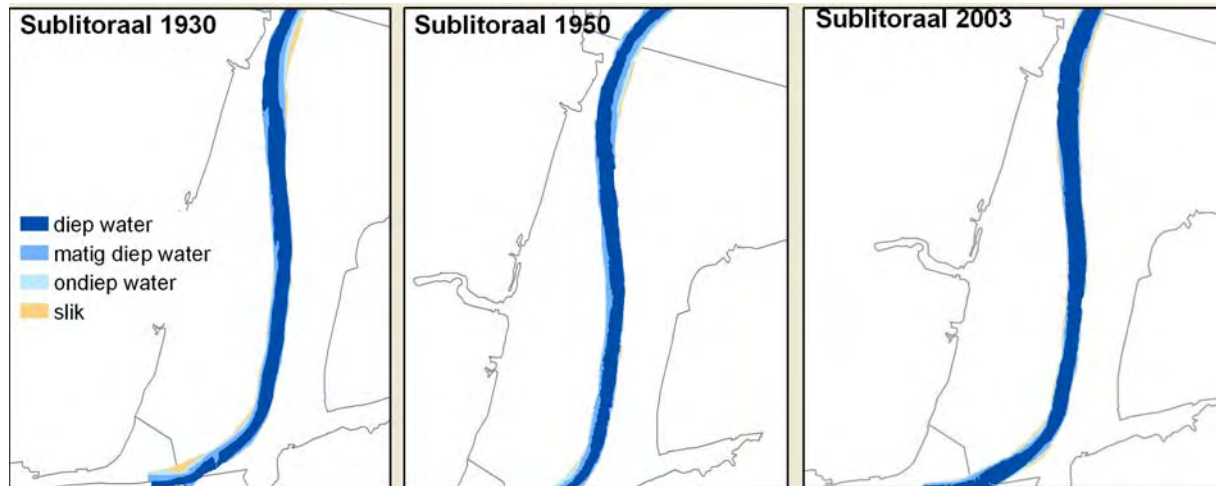 Sublitoraal 1930
diep water
matig diep water
ondiep water
slik
Sublitoraal 1950
Sublitoraal 2003